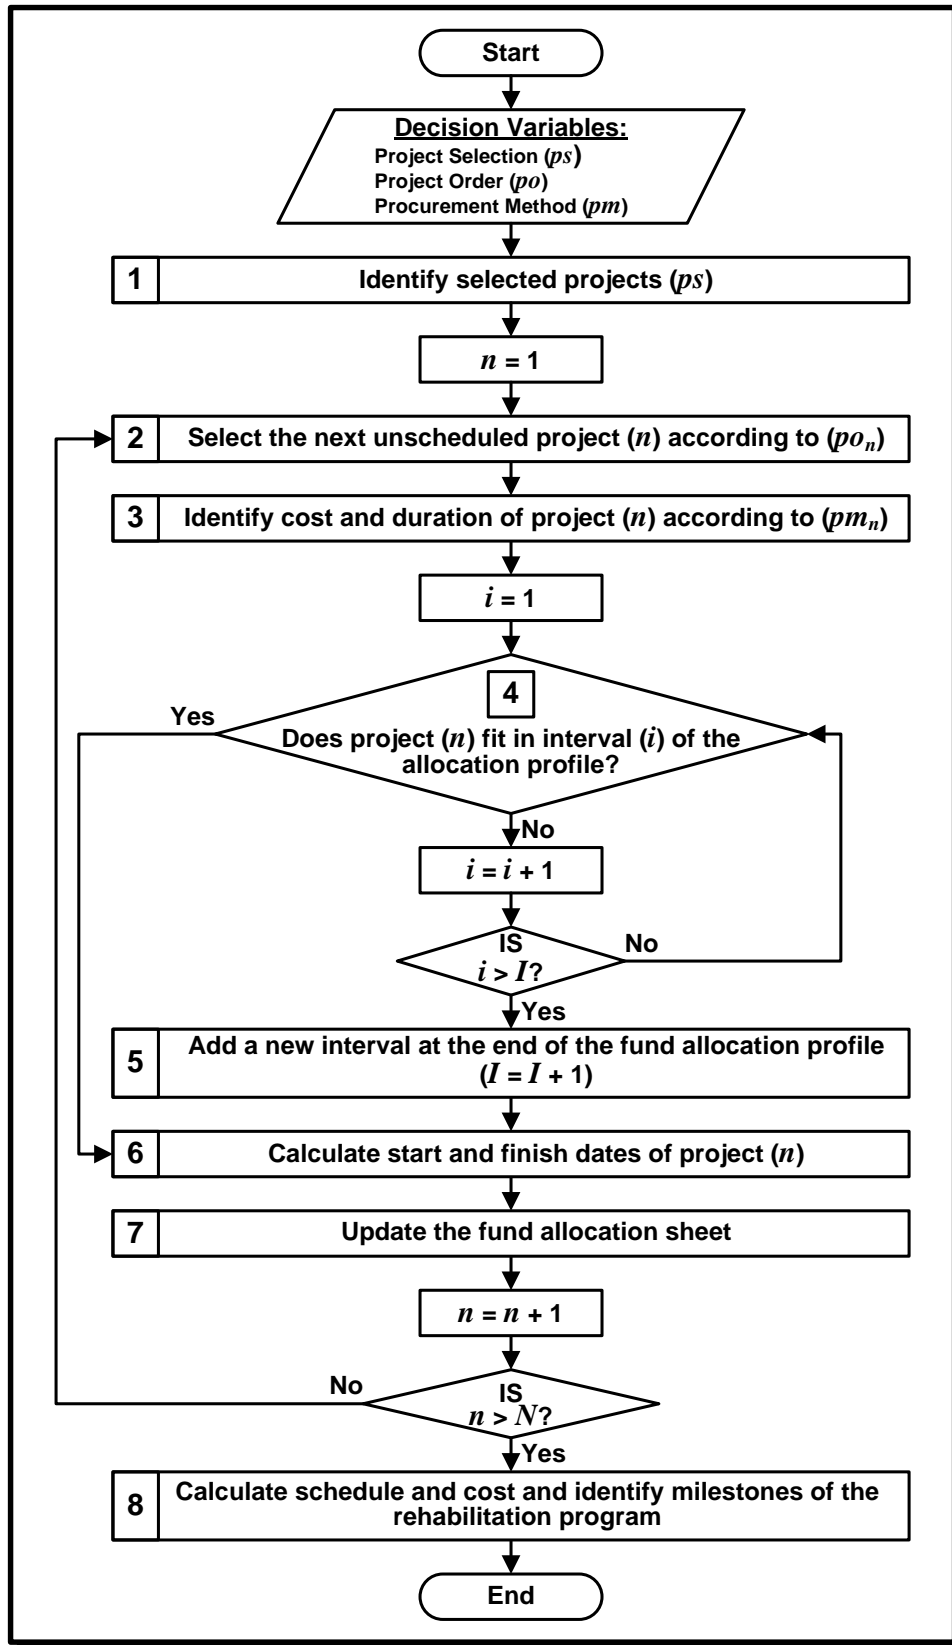 Start
Decision Variables:
Project Selection (ps)
Project Order (po)
Procurement Method (pm)
1 Identify selected projects (ps)
n = 1
2 Select the next unscheduled project (n) according to (poₙ)
3 Identify cost and duration of project (n) according to (pmₙ)
i = 1
4
Yes
Does project (n) fit in interval (i) of the
allocation profile?
No
i = i + 1
IS
i > I?
No
Yes
5 Add a new interval at the end of the fund allocation profile
(I = I + 1)
6 Calculate start and finish dates of project (n)
7 Update the fund allocation sheet
n = n + 1
No
IS
n > N?
Yes
8 Calculate schedule and cost and identify milestones of the
rehabilitation program
End